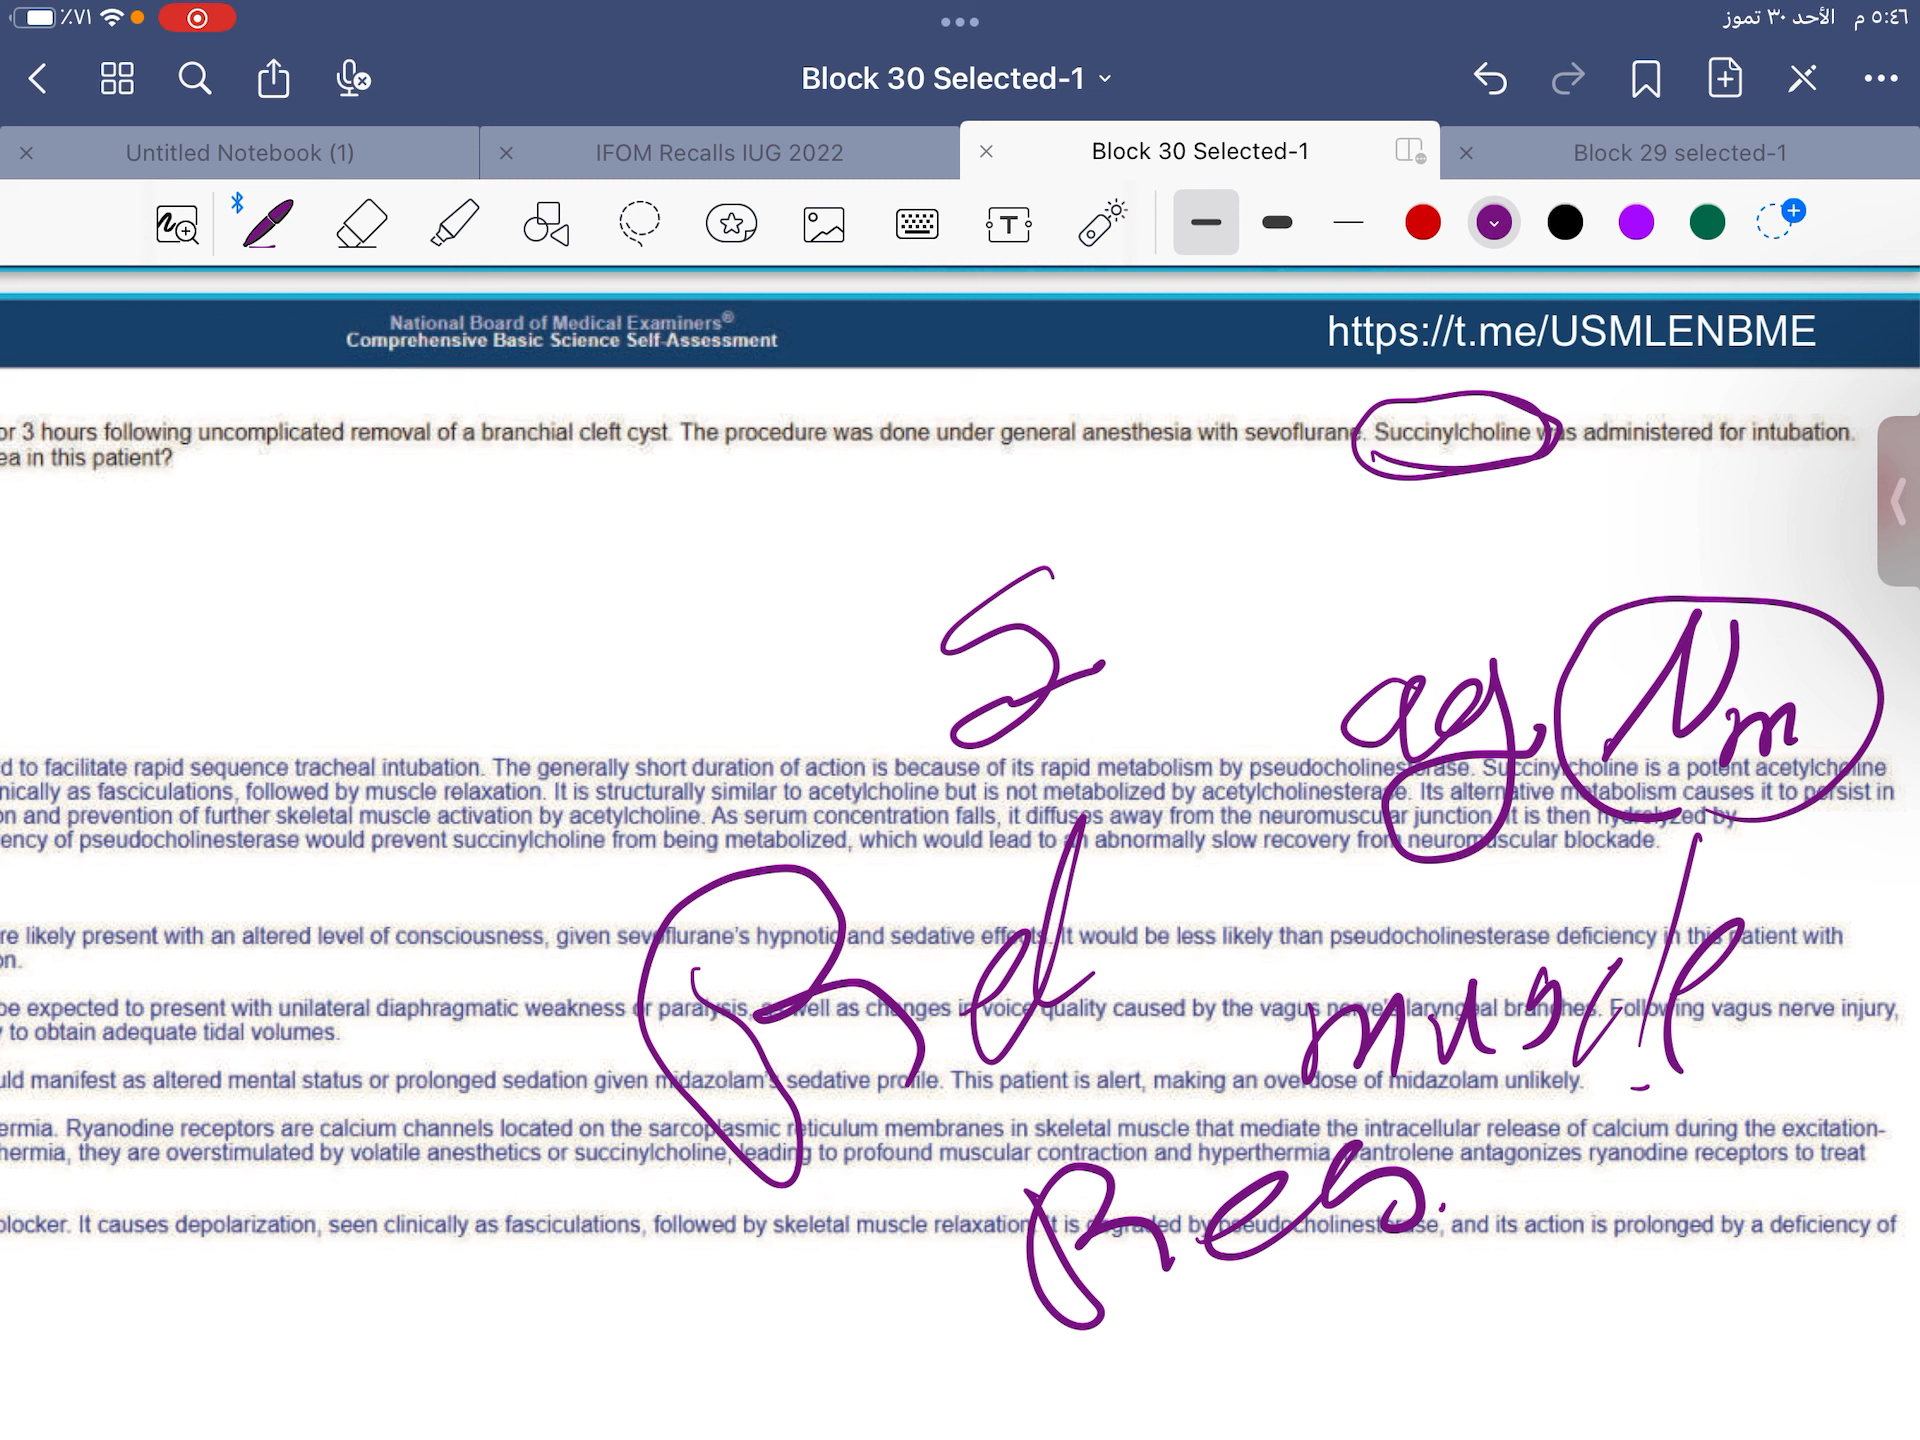 ٪٧١
٥:٤٦ م الأحد ٣٠ تموز
Block 30 Selected-1
Untitled Notebook (1)
IFOM Recalls IUG 2022
Block 30 Selected-1
Block 29 selected-1
T
National Board of Medical Examiners®
Comprehensive Basic Science Self-Assessment
https://t.me/USMLENBME
or 3 hours following uncomplicated removal of a branchial cleft cyst. The procedure was done under general anesthesia with sevoflurane. Succinylcholine was administered for intubation.
ea in this patient?
S
ag. Nm
d to facilitate rapid sequence tracheal intubation. The generally short duration of action is because of its rapid metabolism by pseudocholinesterase. Succinylcholine is a potent acetylcholine
nically as fasciculations, followed by muscle relaxation. It is structurally similar to acetylcholine but is not metabolized by acetylcholinesterase. Its alternative metabolism causes it to persist in
on and prevention of further skeletal muscle activation by acetylcholine. As serum concentration falls, it diffuses away from the neuromuscular junction. It is then hydrolyzed by
ency of pseudocholinesterase would prevent succinylcholine from being metabolized, which would lead to an abnormally slow recovery from neuromuscular blockade.
re likely present with an altered level of consciousness, given sevoflurane's hypnotic and sedative effects. It would be less likely than pseudocholinesterase deficiency in this patient with
on.
muscle
be expected to present with unilateral diaphragmatic weakness or paralysis, as well as changes in voice quality caused by the vagus nerve's laryngeal branches. Following vagus nerve injury,
y to obtain adequate tidal volumes.
uld manifest as altered mental status or prolonged sedation given midazolam's sedative profile. This patient is alert, making an overdose of midazolam unlikely.
ermia. Ryanodine receptors are calcium channels located on the sarcoplasmic reticulum membranes in skeletal muscle that mediate the intracellular release of calcium during the excitation-
hermia, they are overstimulated by volatile anesthetics or succinylcholine, leading to profound muscular contraction and hyperthermia. Dantrolene antagonizes ryanodine receptors to treat
Res.
blocker. It causes depolarization, seen clinically as fasciculations, followed by skeletal muscle relaxation. It is degraded by pseudocholinesterase, and its action is prolonged by a deficiency of